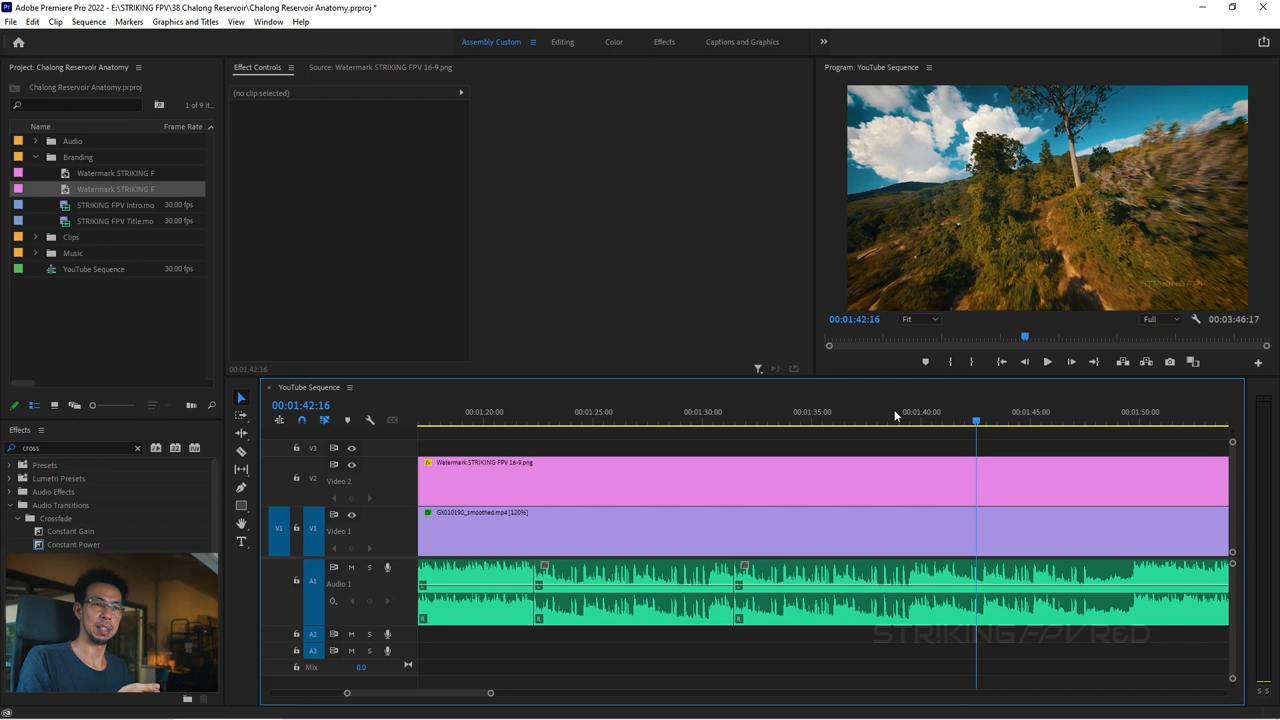 Adobe Premiere Pro 2022 - E:\STRIKING FPV\38 Chalong Reservoir\Chalong Reservoir Anatomy.prproj *
File Edit Clip Sequence Markers Graphics and Titles View Window Help
Assembly Custom Editing Color Effects Captions and Graphics
Project: Chalong Reservoir Anatomy
Chalong Reservoir Anatomy.prproj
1 of 9 it...
Name Frame Rate
Audio
Branding
Watermark STRIKING F
Watermark STRIKING F
STRIKING FPV Intro.mo 30.00 fps
STRIKING FPV Title.mo 30.00 fps
Clips
Music
YouTube Sequence 30.00 fps
Effect Controls Source: Watermark STRIKING FPV 16-9.png
(no clip selected)
00:01:42:16
Program: YouTube Sequence
STRIKING FPV
00:01:42:16 Fit Full 00:03:46:17
Effects
cross
Presets
Lumetri Presets
Audio Effects
Audio Transitions
Crossfade
Constant Gain
Constant Power
YouTube Sequence
00:01:42:16
00:01:20:00 00:01:25:00 00:01:30:00 00:01:35:00 00:01:40:00 00:01:45:00 00:01:50:00
V3
V2 Video 2
Watermark STRIKING FPV 16-9.png
V1 V1 Video 1
GX010190_smoothed.mp4 [120%]
A1 M S
Audio 1
L L L
R R R
A2 M S
A3 M S
Mix 0.0
STRIKING FPV RED
S S